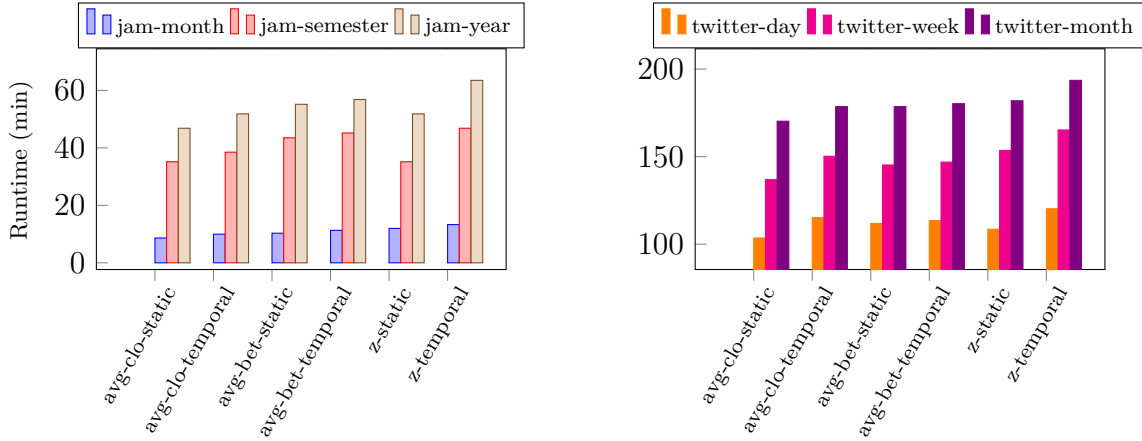 jam-month jam-semester jam-year
Runtime (min)
60
40
20
0
avg-clo-static
avg-clo-temporal
avg-bet-static
avg-bet-temporal
z-static
z-temporal
twitter-day twitter-week twitter-month
200
150
100
avg-clo-static
avg-clo-temporal
avg-bet-static
avg-bet-temporal
z-static
z-temporal